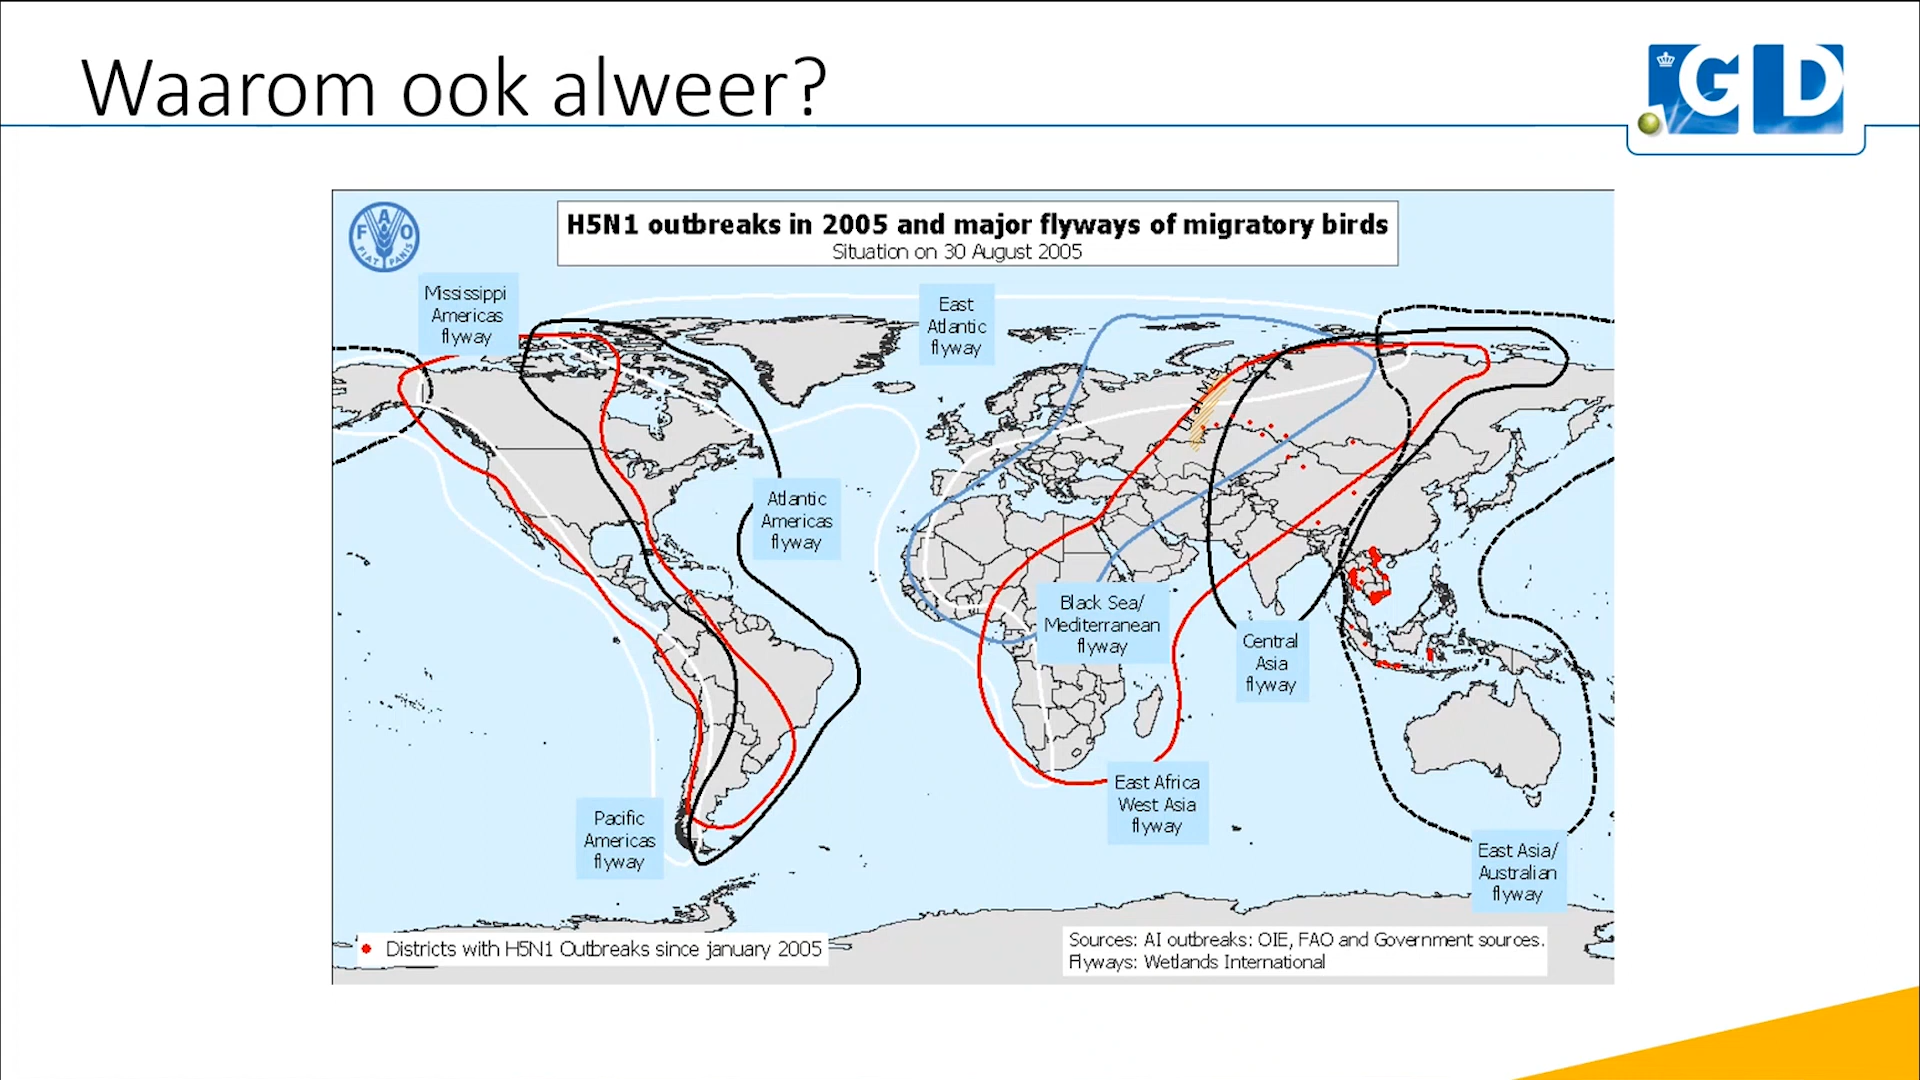 Waarom ook alweer?
GD
FAO
FIAT PANIS
H5N1 outbreaks in 2005 and major flyways of migratory birds
Situation on 30 August 2005
Mississippi
Americas
flyway
East
Atlantic
flyway
Atlantic
Americas
flyway
Black Sea/
Mediterranean
flyway
Central
Asia
flyway
East Africa
West Asia
flyway
Pacific
Americas
flyway
East Asia/
Australian
flyway
Districts with H5N1 Outbreaks since january 2005
Sources: AI outbreaks: OIE, FAO and Government sources.
Flyways: Wetlands International